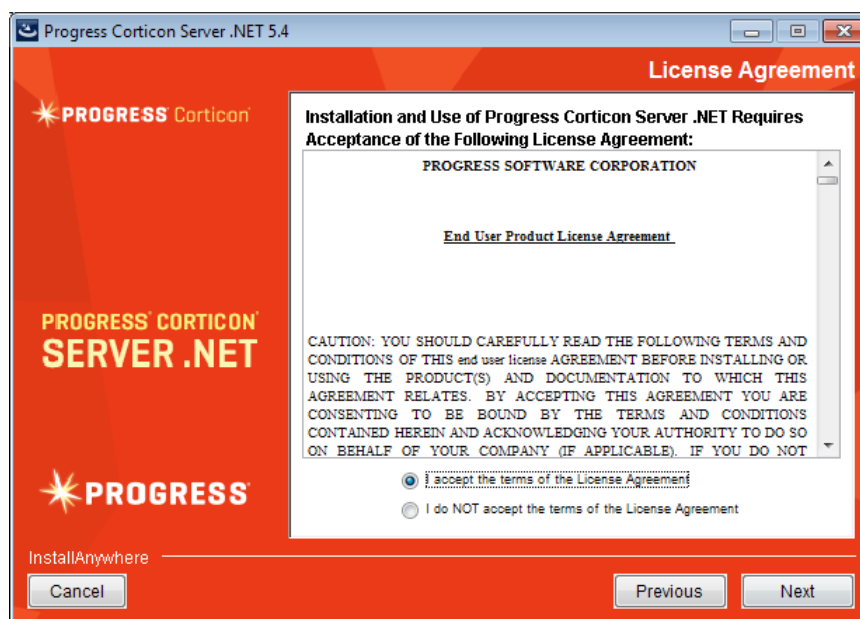 Progress Corticon Server .NET 5.4
License Agreement
PROGRESS Corticon
Installation and Use of Progress Corticon Server .NET Requires
Acceptance of the Following License Agreement:
PROGRESS SOFTWARE CORPORATION
End User Product License Agreement
PROGRESS CORTICON
SERVER .NET
CAUTION: YOU SHOULD CAREFULLY READ THE FOLLOWING TERMS AND
CONDITIONS OF THIS end user license AGREEMENT BEFORE INSTALLING OR
USING THE PRODUCT(S) AND DOCUMENTATION TO WHICH THIS
AGREEMENT RELATES. BY ACCEPTING THIS AGREEMENT YOU ARE
CONSENTING TO BE BOUND BY THE TERMS AND CONDITIONS
CONTAINED HEREIN AND ACKNOWLEDGING YOUR AUTHORITY TO DO SO
ON BEHALF OF YOUR COMPANY (IF APPLICABLE). IF YOU DO NOT
PROGRESS
I accept the terms of the License Agreement
I do NOT accept the terms of the License Agreement
InstallAnywhere
Cancel
Previous
Next